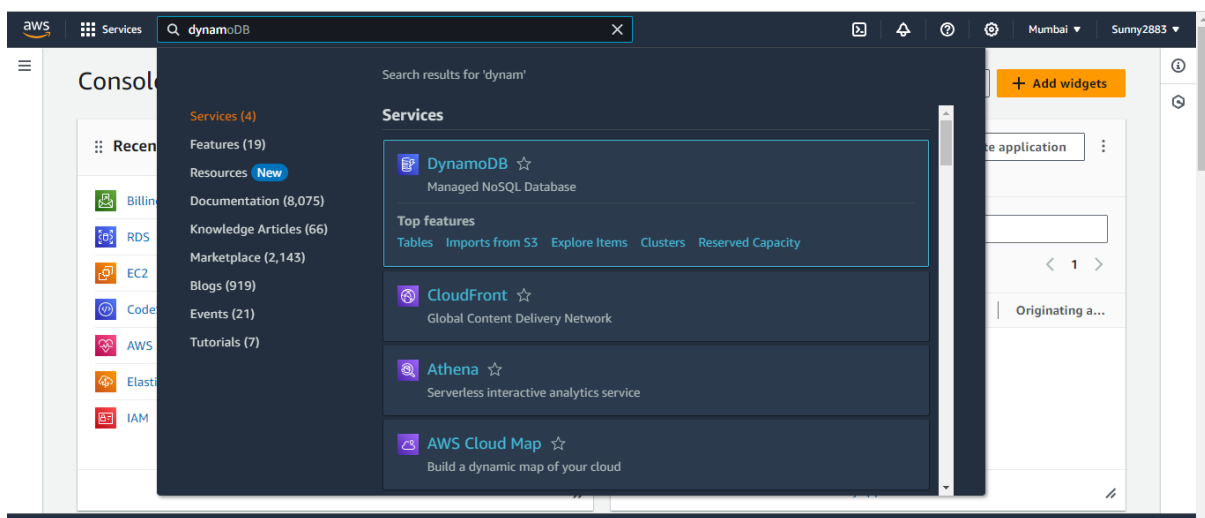 aws Services dynamoDB Mumbai Sunny2883
Search results for 'dynam'
Add widgets
Services (4)
Features (19)
Resources New
Documentation (8,075)
Knowledge Articles (66)
Marketplace (2,143)
Blogs (919)
Events (21)
Tutorials (7)
Services
DynamoDB
Managed NoSQL Database
Top features
Tables Imports from S3 Explore Items Clusters Reserved Capacity
CloudFront
Global Content Delivery Network
Athena
Serverless interactive analytics service
AWS Cloud Map
Build a dynamic map of your cloud
Consol
Recen
Billin
RDS
EC2
Code
AWS
Elasti
IAM
te application
1
Originating a...